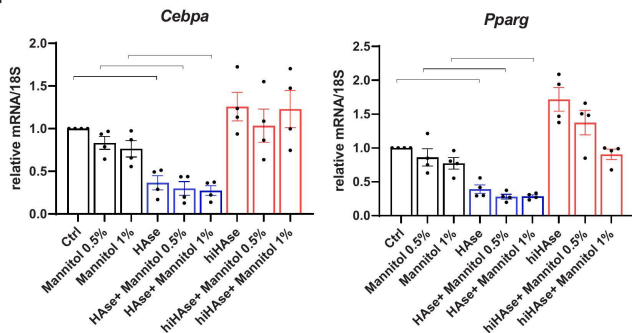 Cebpa
relative mRNA/18S
2.0
1.5
1.0
0.5
0.0
Ctrl
Mannitol 0.5%
Mannitol 1%
HAse
HAse+ Mannitol 0.5%
HAse+ Mannitol 1%
hiHAse
hiHAse+ Mannitol 0.5%
hiHAse+ Mannitol 1%
Pparg
relative mRNA/18S
2.5
2.0
1.5
1.0
0.5
0.0
Ctrl
Mannitol 0.5%
Mannitol 1%
HAse
HAse+ Mannitol 0.5%
HAse+ Mannitol 1%
hiHAse
hiHAse+ Mannitol 0.5%
hiHAse+ Mannitol 1%